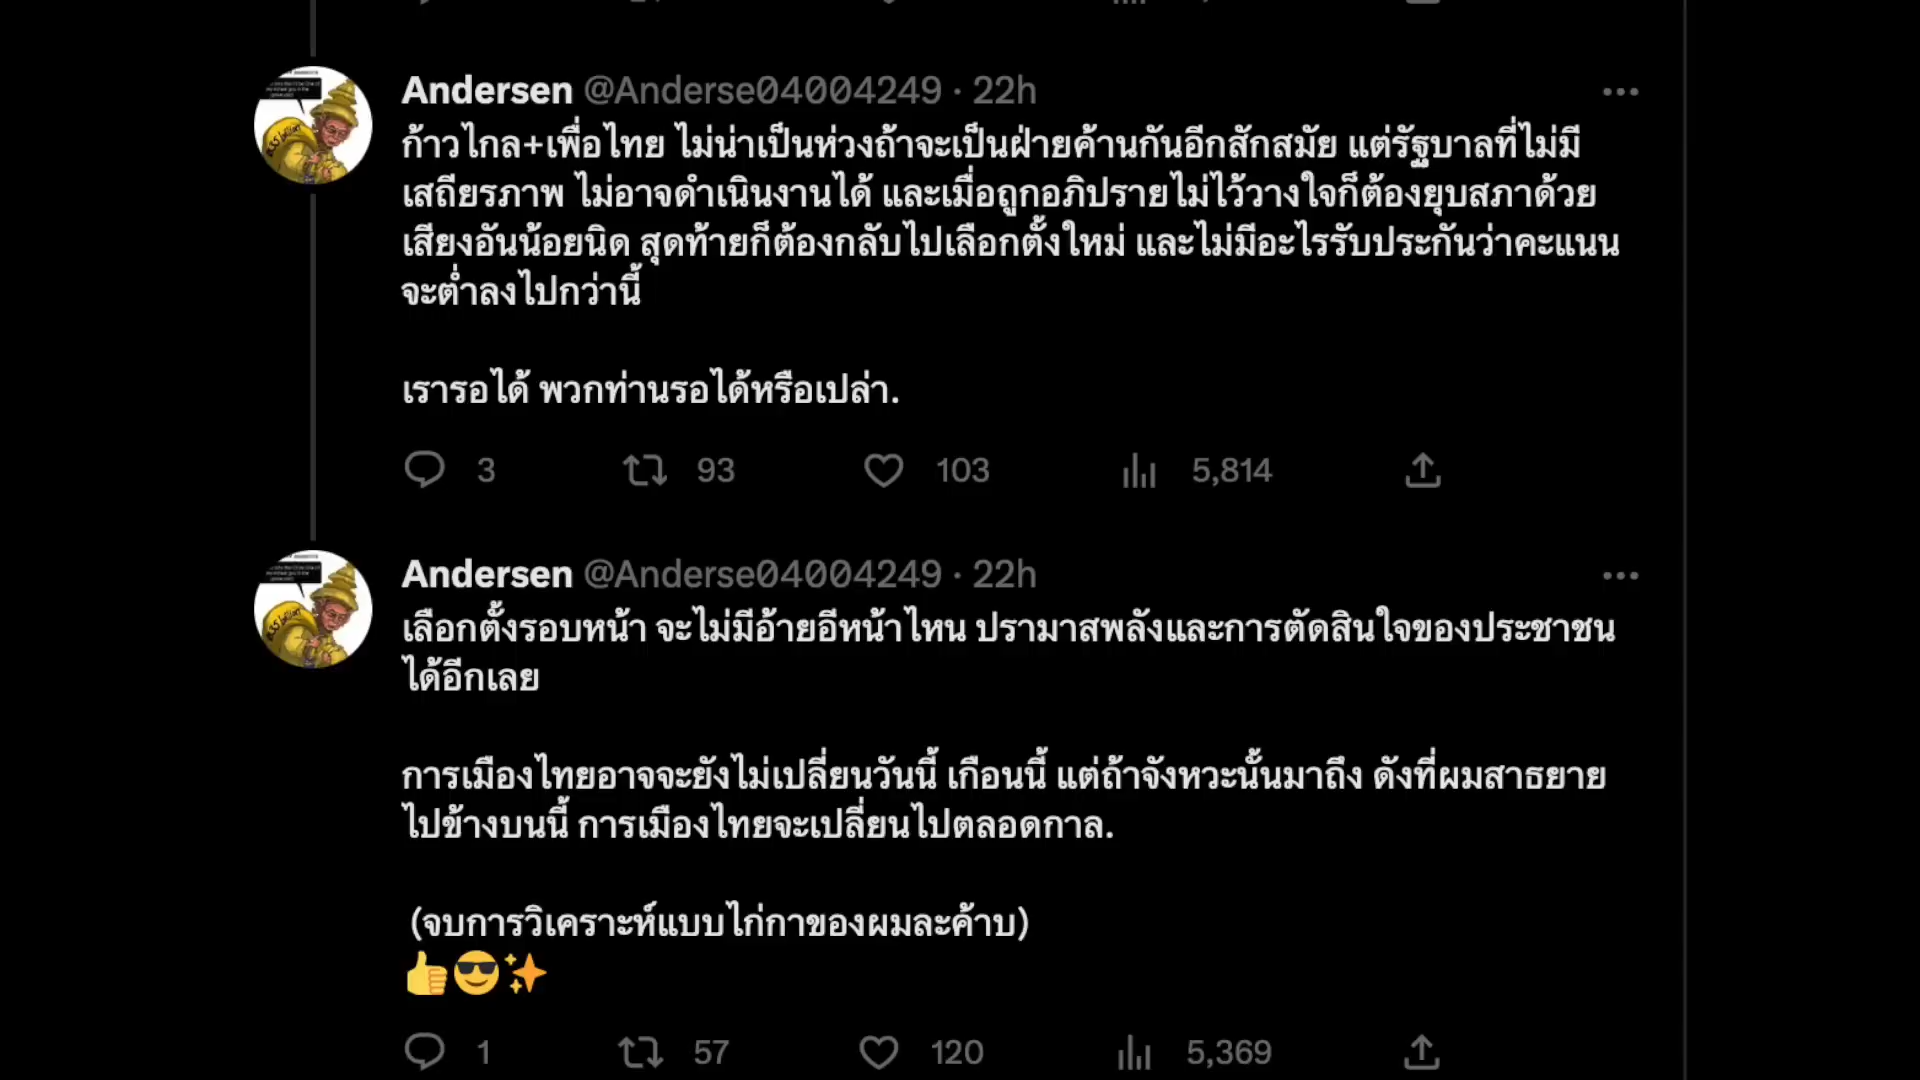 Andersen @Anderse04004249 · 22h
ก้าวไกล+เพื่อไทย ไม่น่าเป็นห่วงถ้าจะเป็นฝ่ายค้านกันอีกสักสมัย แต่รัฐบาลที่ไม่มี
เสถียรภาพ ไม่อาจดำเนินงานได้ และเมื่อถูกอภิปรายไม่ไว้วางใจก็ต้องยุบสภาด้วย
เสียงอันน้อยนิด สุดท้ายก็ต้องกลับไปเลือกตั้งใหม่ และไม่มีอะไรรับประกันว่าคะแนน
จะต่ำลงไปกว่านี้
เรารอได้ พวกท่านรอได้หรือเปล่า.
3 93 103 5,814
Andersen @Anderse04004249 · 22h
เลือกตั้งรอบหน้า จะไม่มีอ้ายอีหน้าไหน ปรามาสพลังและการตัดสินใจของประชาชน
ได้อีกเลย
การเมืองไทยอาจจะยังไม่เปลี่ยนวันนี้ เกือนนี้ แต่ถ้าจังหวะนั้นมาถึง ดังที่ผมสาธยาย
ไปข้างบนนี้ การเมืองไทยจะเปลี่ยนไปตลอดกาล.
(จบการวิเคราะห์แบบไก่กาของผมละค้าบ)
👍😎✨
1 57 120 5,369